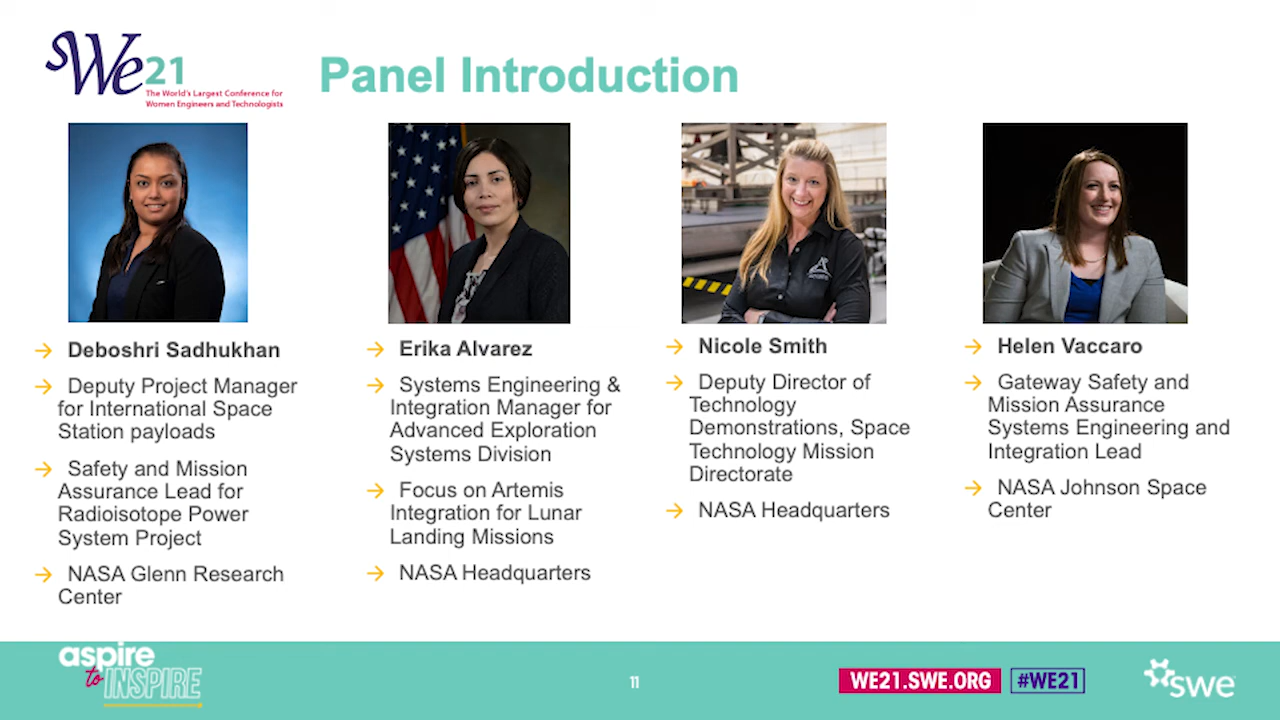 sWe21
The World's Largest Conference for
Women Engineers and Technologists
Panel Introduction
Deboshri Sadhukhan
Deputy Project Manager
for International Space
Station payloads
Safety and Mission
Assurance Lead for
Radioisotope Power
System Project
NASA Glenn Research
Center
Erika Alvarez
Systems Engineering &
Integration Manager for
Advanced Exploration
Systems Division
Focus on Artemis
Integration for Lunar
Landing Missions
NASA Headquarters
Nicole Smith
Deputy Director of
Technology
Demonstrations, Space
Technology Mission
Directorate
NASA Headquarters
Helen Vaccaro
Gateway Safety and
Mission Assurance
Systems Engineering and
Integration Lead
NASA Johnson Space
Center
aspire
to INSPIRE
11
WE21.SWE.ORG
#WE21
swe